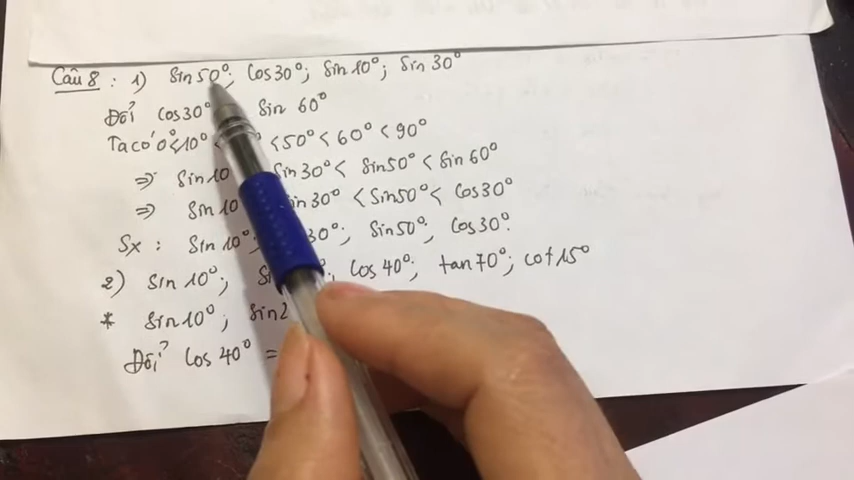 Câu 8 : 1) Sin 50°; Cos 30°; Sin 10°; Sin 30°
Đổi Cos 30° Sin 60°
Ta có 0° < 10° < < 50° < 60° < 90°
⇒ Sin 10 Sin 30° < Sin 50° < Sin 60°
⇒ Sin 10 Sin 30° < Sin 50° < Cos 30°
Sx : Sin 10°; 30°; Sin 50°; Cos 30°.
2) Sin 10°; Cos 40°; tan 70°; cot 15°
* Sin 10°; Sin 2
Đổi Cos 40° =